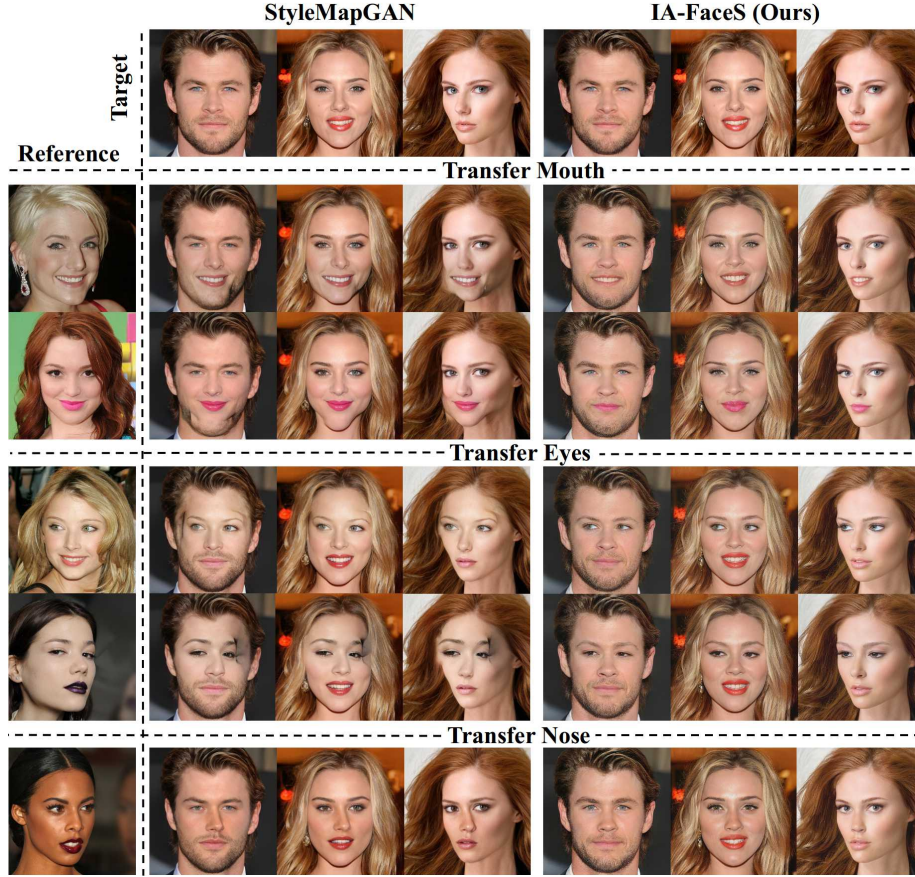 StyleMapGAN
IA-FaceS (Ours)
Target
Reference
Transfer Mouth
Transfer Eyes
Transfer Nose